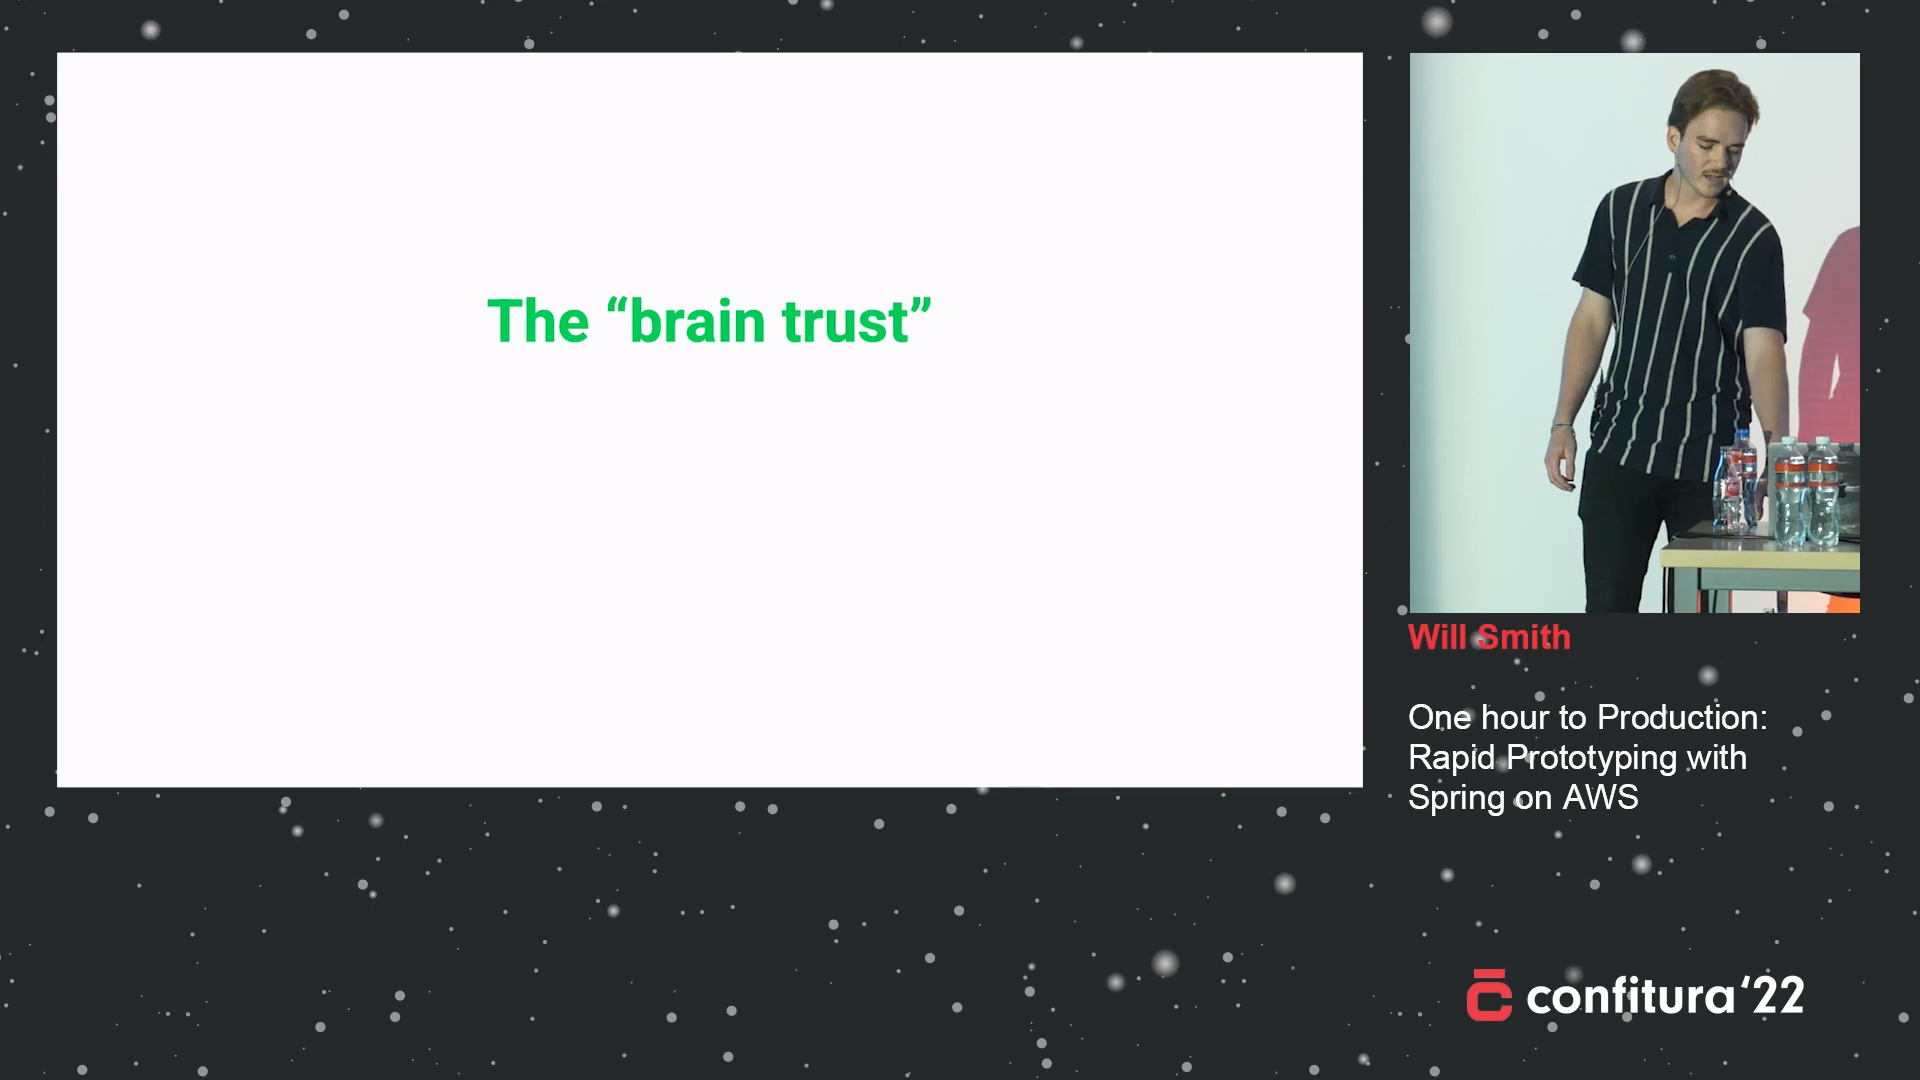 The “brain trust”
Will Smith
One hour to Production:
Rapid Prototyping with
Spring on AWS
confitura ‘22